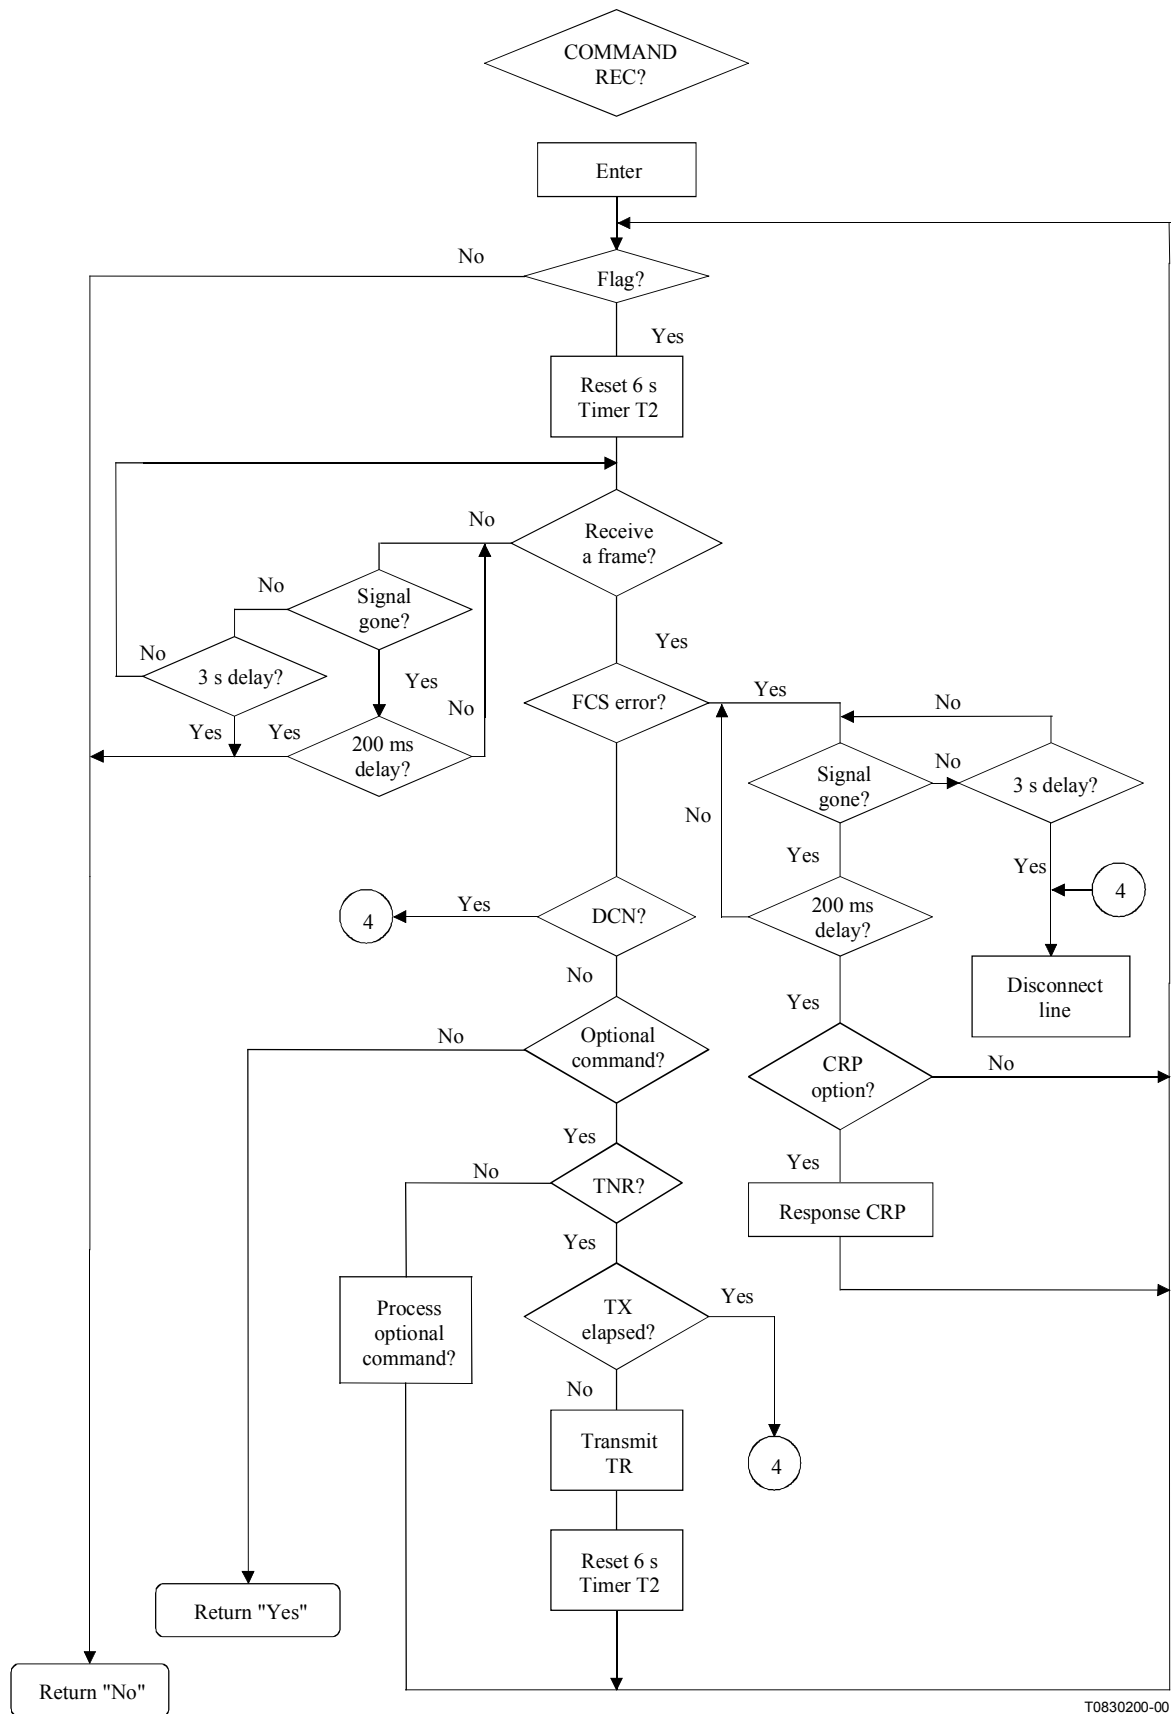 COMMAND
REC?
Enter
No
Flag?
Yes
Reset 6 s
Timer T2
No
Receive
a frame?
No
Signal
gone?
Yes
No
3 s delay?
Yes
No
FCS error?
Yes
No
Yes
Yes
200 ms
delay?
Signal
gone?
No
3 s delay?
No
Yes
Yes
4
4
Yes
DCN?
200 ms
delay?
No
Yes
Disconnect
line
No
Optional
command?
CRP
option?
No
Yes
Yes
No
TNR?
Response CRP
Yes
Process
optional
command?
TX
elapsed?
Yes
No
Transmit
TR
4
Reset 6 s
Timer T2
Return "Yes"
Return "No"
T0830200-00